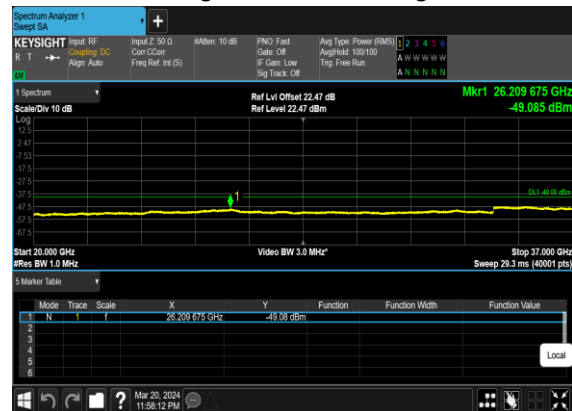 Spectrum Analyzer 1
Swept SA
+
KEYSIGHT Input: RF Input Z: 50 Ω #Atten: 10 dB PNO: Fast Avg Type: Power (RMS) 1 2 3 4 5 6
R T Coupling: DC Corr CCorr Gate: Off Avg|Hold: 100/100 A W W W W W
Align: Auto Freq Ref: Int (S) IF Gain: Low Trig: Free Run
LXI Sig Track: Off A N N N N N
1 Spectrum Ref Lvl Offset 22.47 dB Mkr1 26.209 675 GHz
Scale/Div 10 dB Ref Level 22.47 dBm -49.085 dBm
Log
12.5
2.47
-7.53
-17.5
-27.5
-37.5 1 DL1 -40.00 dBm
-47.5
-57.5
-67.5
Start 20.000 GHz Video BW 3.0 MHz* Stop 37.000 GHz
#Res BW 1.0 MHz Sweep 29.3 ms (40001 pts)
5 Marker Table
Mode Trace Scale X Y Function Function Width Function Value
1 N 1 f 26.209 675 GHz -49.08 dBm
2
3
4
5
6
Local
? Mar 20, 2024
11:58:12 PM